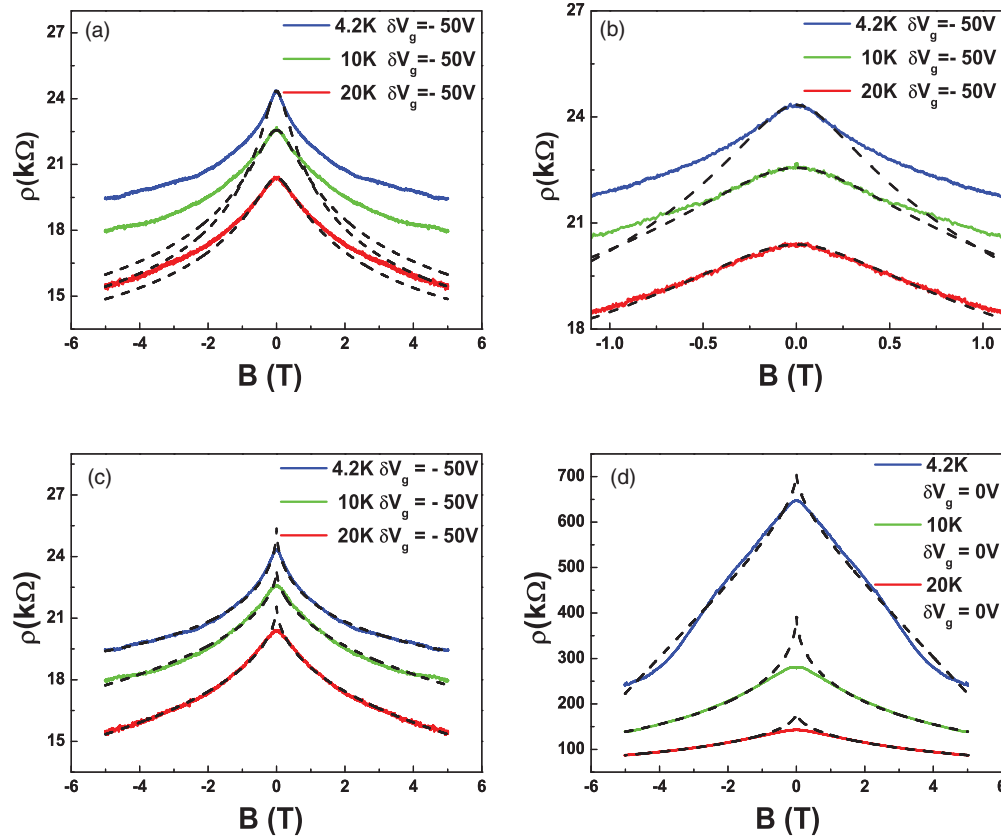 (a)
4.2K δVg=- 50V
10K δVg=- 50V
20K δVg=- 50V
27
24
21
18
15
ρ(kΩ)
-6 -4 -2 0 2 4 6
B (T)
(b)
4.2K δVg=- 50V
10K δVg=- 50V
20K δVg=- 50V
27
24
21
18
ρ(kΩ)
-1.0 -0.5 0.0 0.5 1.0
B (T)
(c)
4.2K δVg = - 50V
10K δVg = - 50V
20K δVg = - 50V
27
24
21
18
15
ρ(kΩ)
-6 -4 -2 0 2 4 6
B (T)
(d)
4.2K
δVg = 0V
10K
δVg = 0V
20K
δVg = 0V
700
600
500
400
300
200
100
ρ(kΩ)
-6 -4 -2 0 2 4 6
B (T)